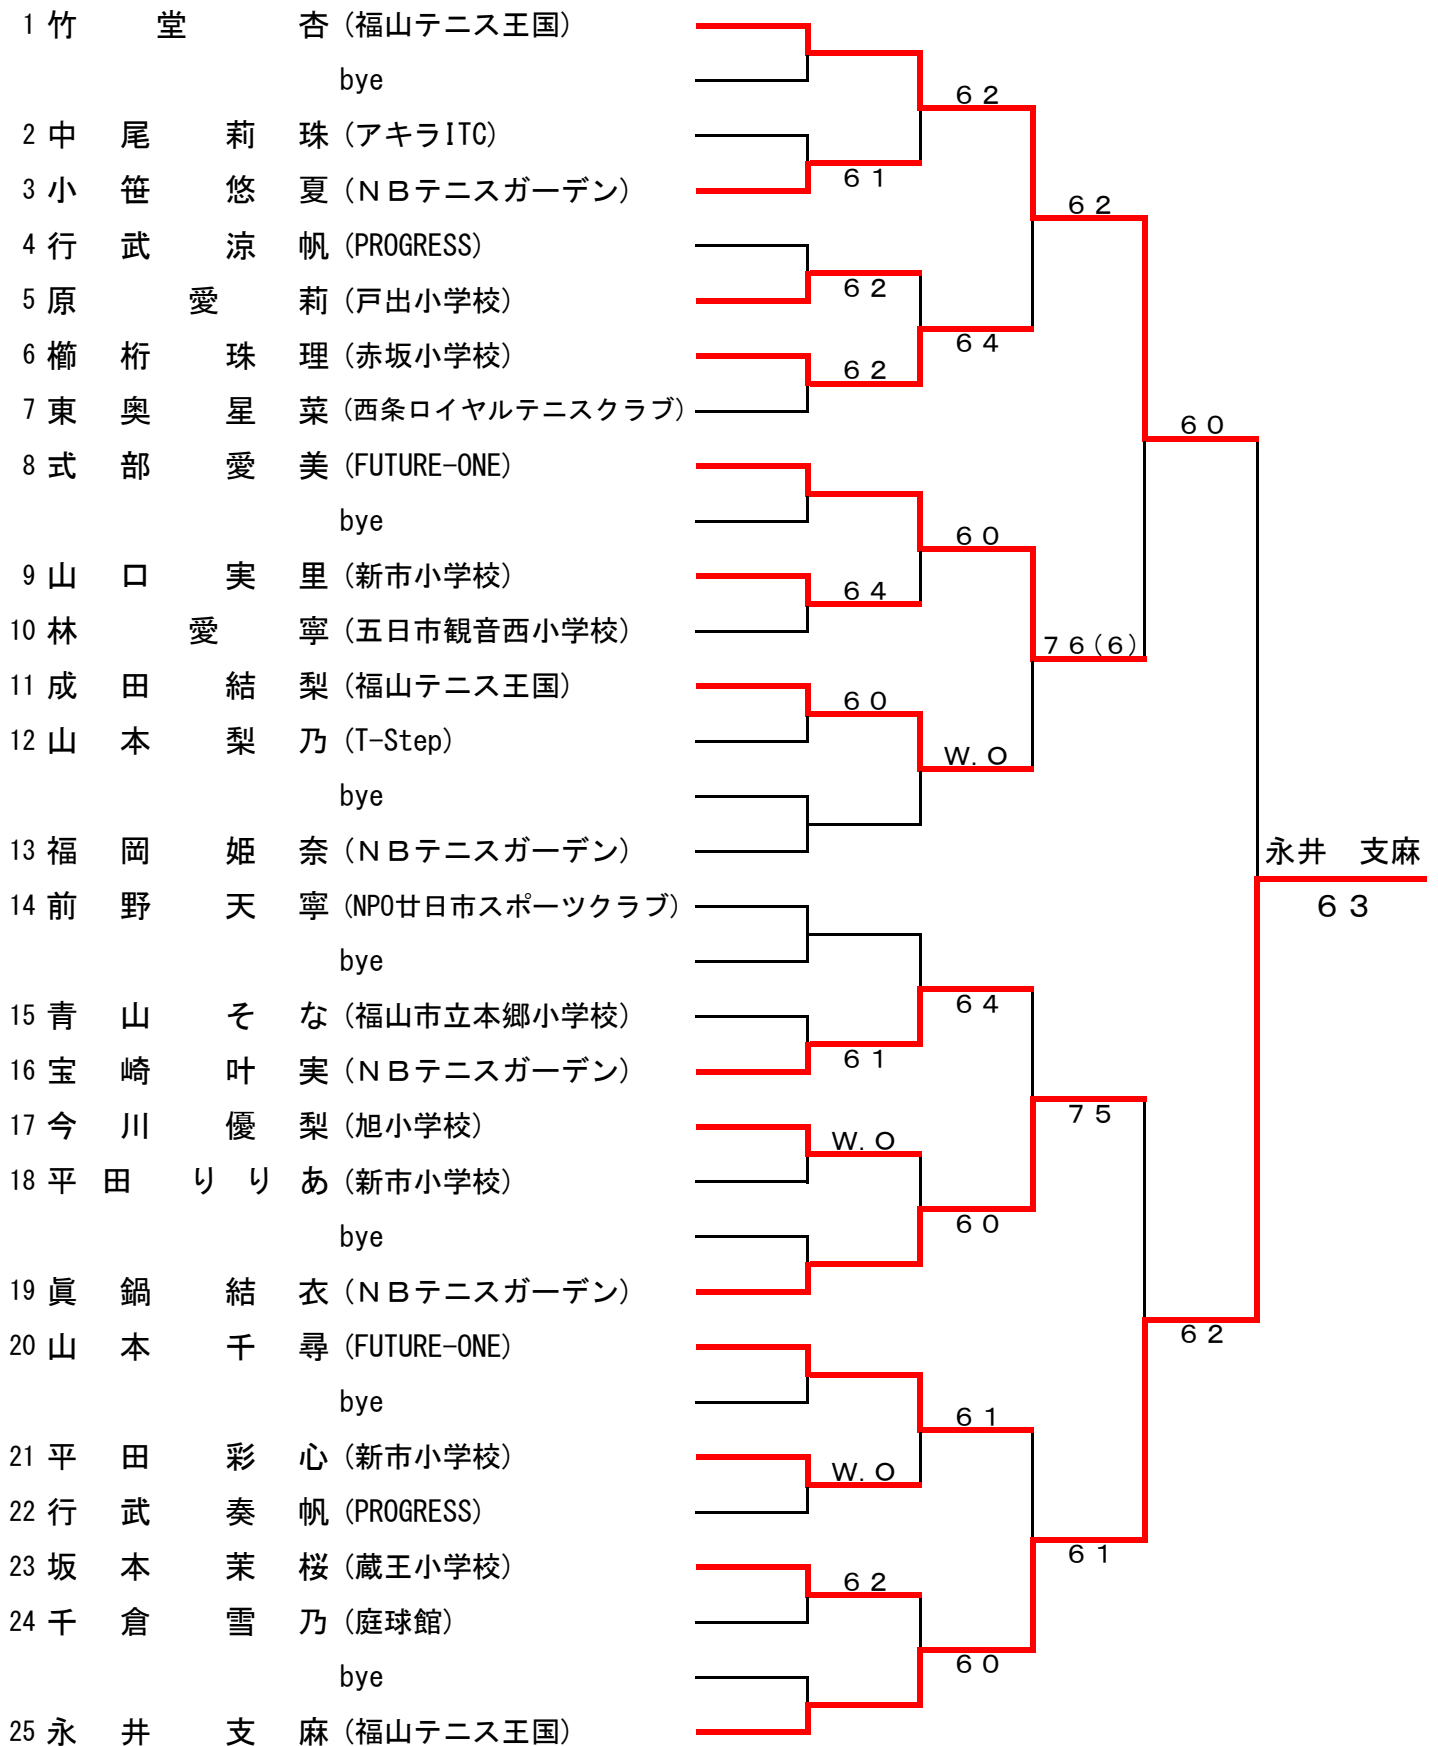 1 竹 堂 杏 (福山テニス王国)
bye
62
2 中 尾 莉 珠 (アキラITC)
61
3 小 笹 悠 夏 (ＮＢテニスガーデン)
62
4 行 武 涼 帆 (PROGRESS)
62
5 原 愛 莉 (戸出小学校)
64
6 櫛 桁 珠 理 (赤坂小学校)
62
7 東 奥 星 菜 (西条ロイヤルテニスクラブ)
60
8 式 部 愛 美 (FUTURE-ONE)
bye
60
9 山 口 実 里 (新市小学校)
64
10 林 愛 寧 (五日市観音西小学校)
76(6)
11 成 田 結 梨 (福山テニス王国)
60
12 山 本 梨 乃 (T-Step)
W.O
bye
13 福 岡 姫 奈 (ＮＢテニスガーデン)
永井 支麻
14 前 野 天 寧 (NPO廿日市スポーツクラブ)
63
bye
64
15 青 山 そ な (福山市立本郷小学校)
61
16 宝 崎 叶 実 (ＮＢテニスガーデン)
75
17 今 川 優 梨 (旭小学校)
W.O
18 平 田 り り あ (新市小学校)
60
bye
19 眞 鍋 結 衣 (ＮＢテニスガーデン)
62
20 山 本 千 尋 (FUTURE-ONE)
bye
61
21 平 田 彩 心 (新市小学校)
W.O
22 行 武 奏 帆 (PROGRESS)
61
23 坂 本 茉 桜 (蔵王小学校)
62
24 千 倉 雪 乃 (庭球館)
60
bye
25 永 井 支 麻 (福山テニス王国)